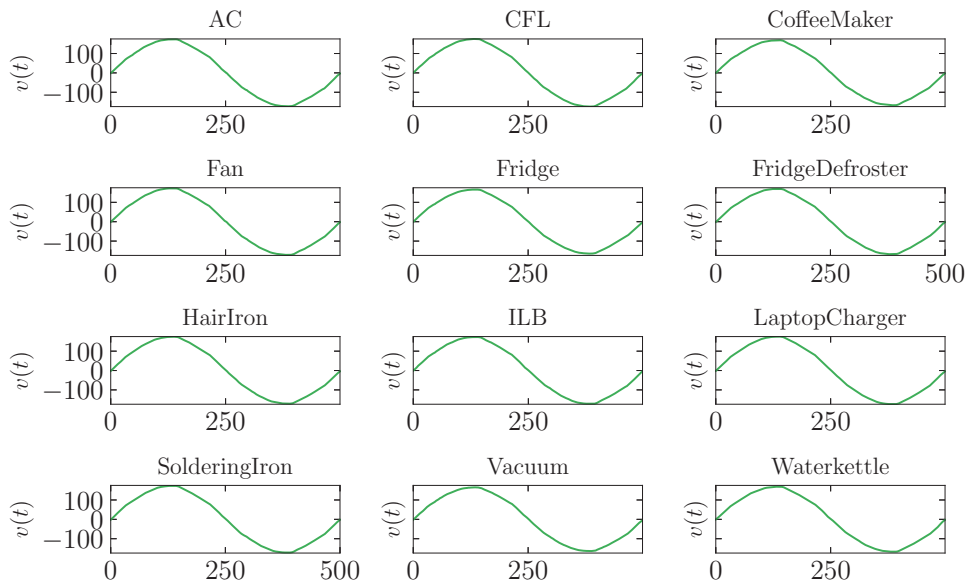 AC CFL CoffeeMaker
v(t) 100 0 −100 v(t) v(t)
0 250 0 250 0 250
Fan Fridge FridgeDefroster
v(t) 100 0 −100 v(t) v(t)
0 250 0 250 0 250 500
HairIron ILB LaptopCharger
v(t) 100 0 −100 v(t) v(t)
0 250 0 250 0 250
SolderingIron Vacuum Waterkettle
v(t) 100 0 −100 v(t) v(t)
0 250 500 0 250 0 250